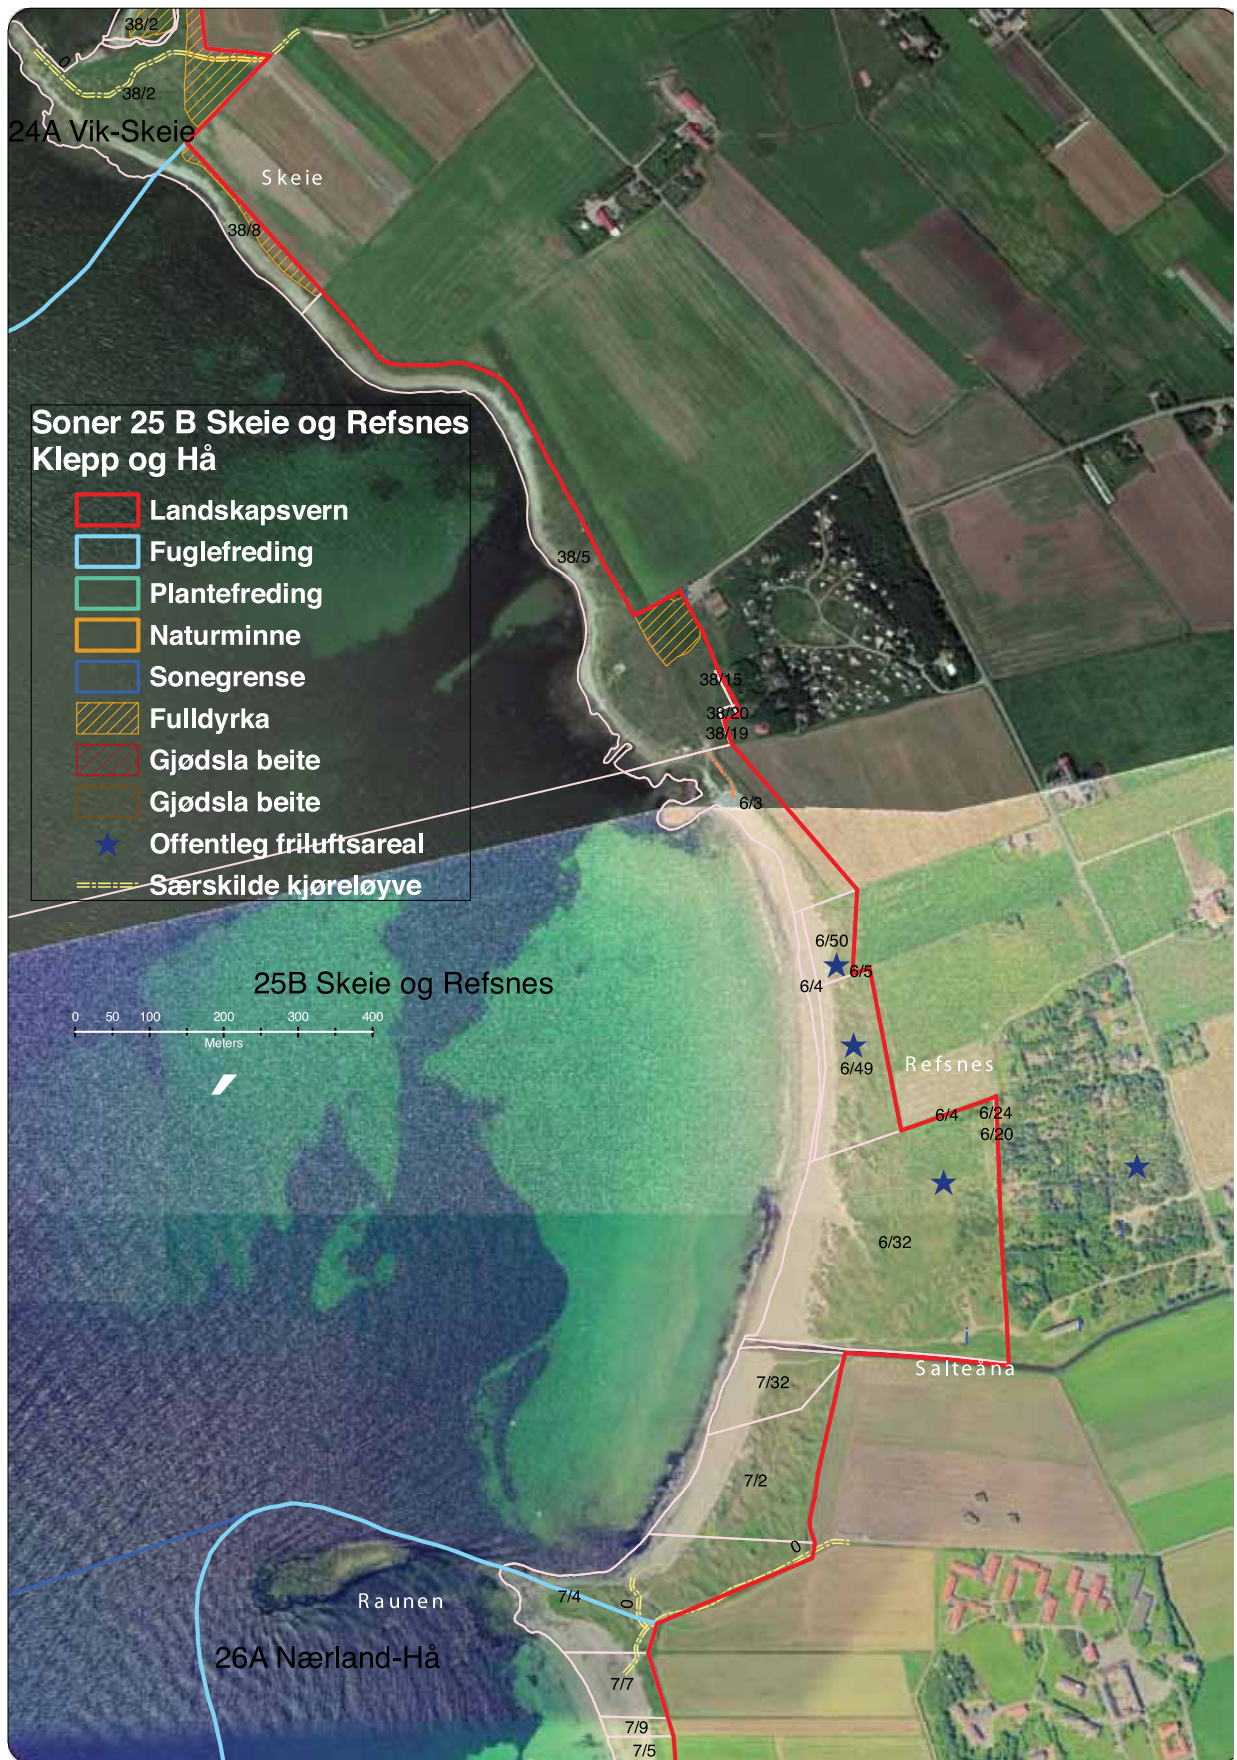 38/2
0
38/2
24A Vik-Skeie
Skeie
38/8
Soner 25 B Skeie og Refsnes
Klepp og Hå
Landskapsvern
Fuglefreding
Plantefreding
Naturminne
Sonegrense
Fulldyrka
Gjødsla beite
Gjødsla beite
Offentleg friluftsareal
Særskilde kjøreløyve
38/5
38/15
38/20
38/19
6/3
6/50
6/5
6/4
25B Skeie og Refsnes
0 50 100 200 300 400
Meters
6/49
Refsnes
6/4
6/24
6/20
6/32
i
i
i
Salteåna
7/32
7/2
0
7/4
0
Raunen
26A Nærland-Hå
7/7
7/9
7/5